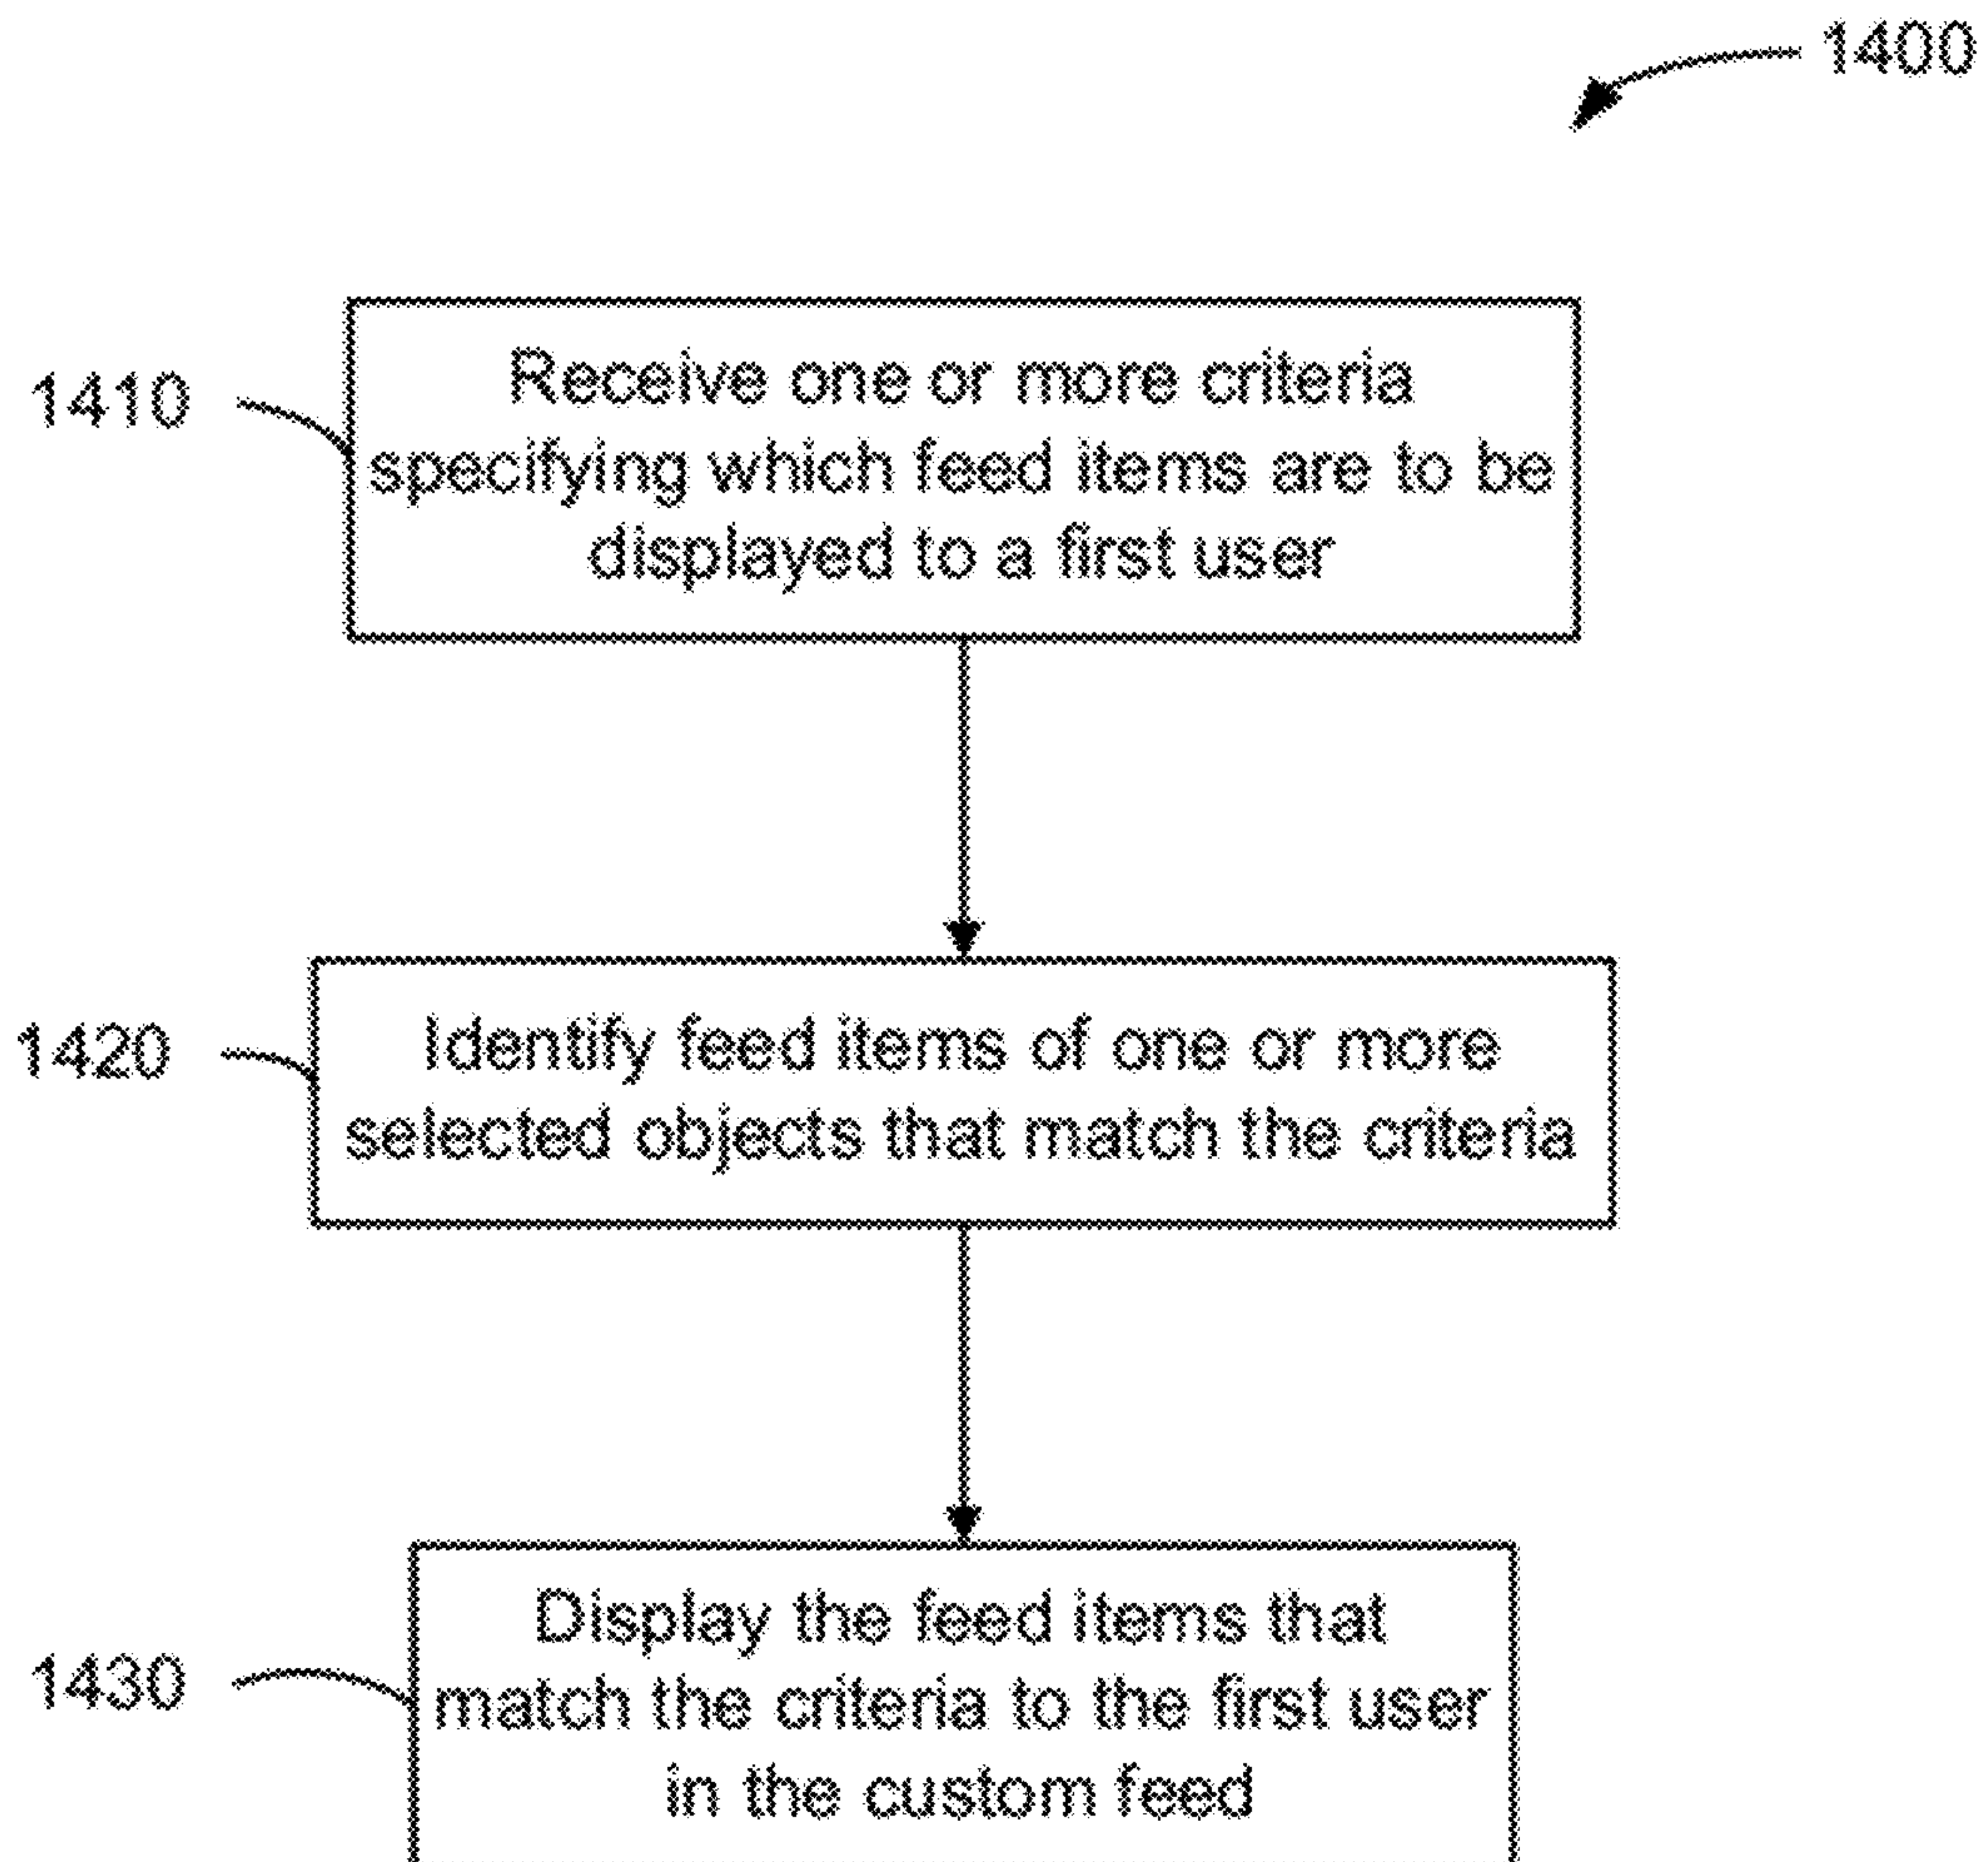 1400
1410
Receive one or more criteria
specifying which feed items are to be
displayed to a first user
1420
Identify feed items of one or more
selected objects that match the criteria
1430
Display the feed items that
match the criteria to the first user
in the custom feed